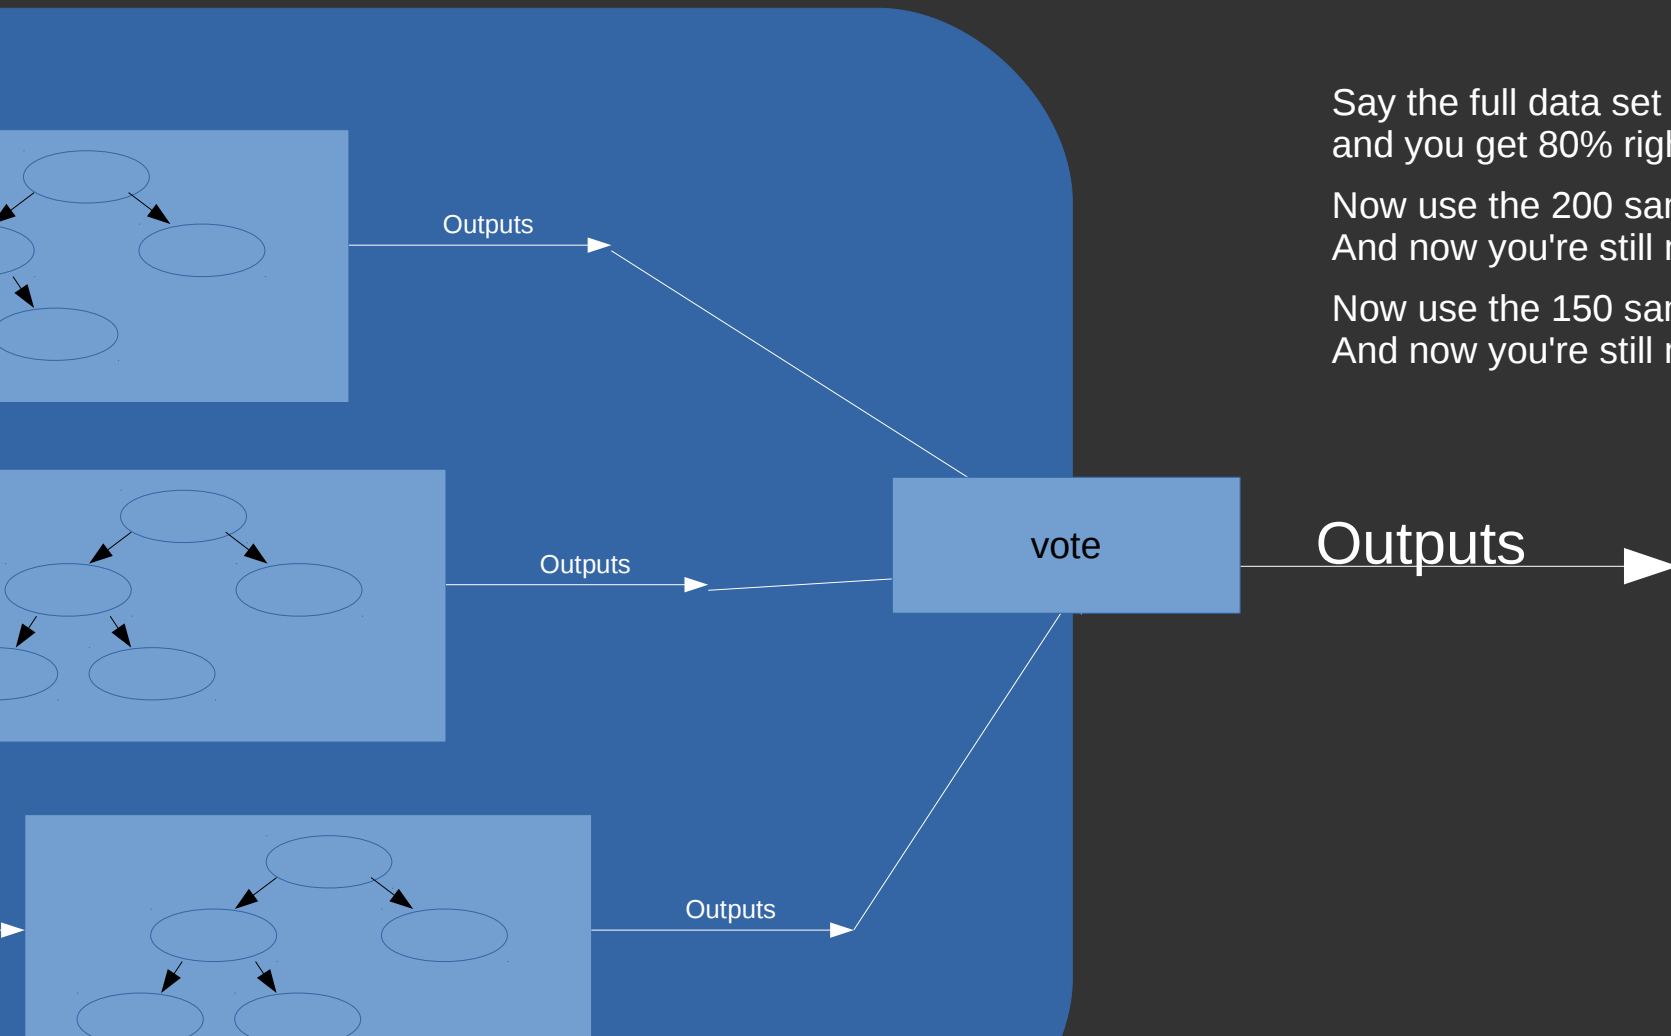 Say the full data set
and you get 80%
Now use the 200
And now you're still
Now use the 150
And now you're still
Outputs
Outputs
vote
Outputs
Outputs